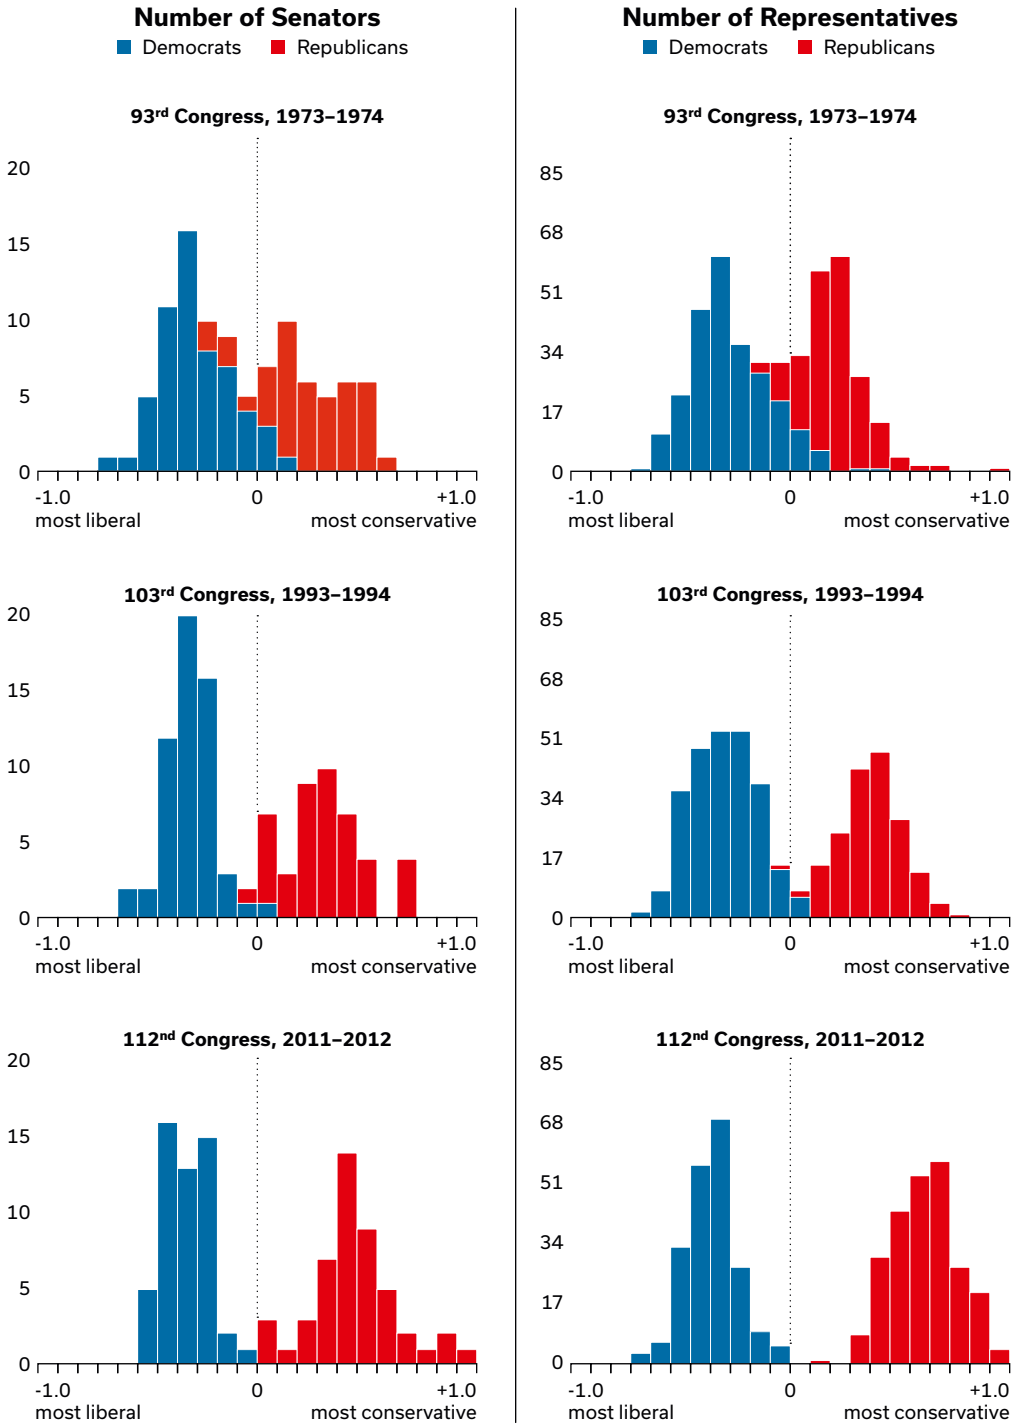 Number of Senators
Democrats Republicans
93rd Congress, 1973–1974
20
15
10
5
0
-1.0 0 +1.0
most liberal most conservative
103rd Congress, 1993–1994
20
15
10
5
0
-1.0 0 +1.0
most liberal most conservative
112nd Congress, 2011–2012
20
15
10
5
0
-1.0 0 +1.0
most liberal most conservative
Number of Representatives
Democrats Republicans
93rd Congress, 1973–1974
85
68
51
34
17
0
-1.0 0 +1.0
most liberal most conservative
103rd Congress, 1993–1994
85
68
51
34
17
0
-1.0 0 +1.0
most liberal most conservative
112nd Congress, 2011–2012
85
68
51
34
17
0
-1.0 0 +1.0
most liberal most conservative